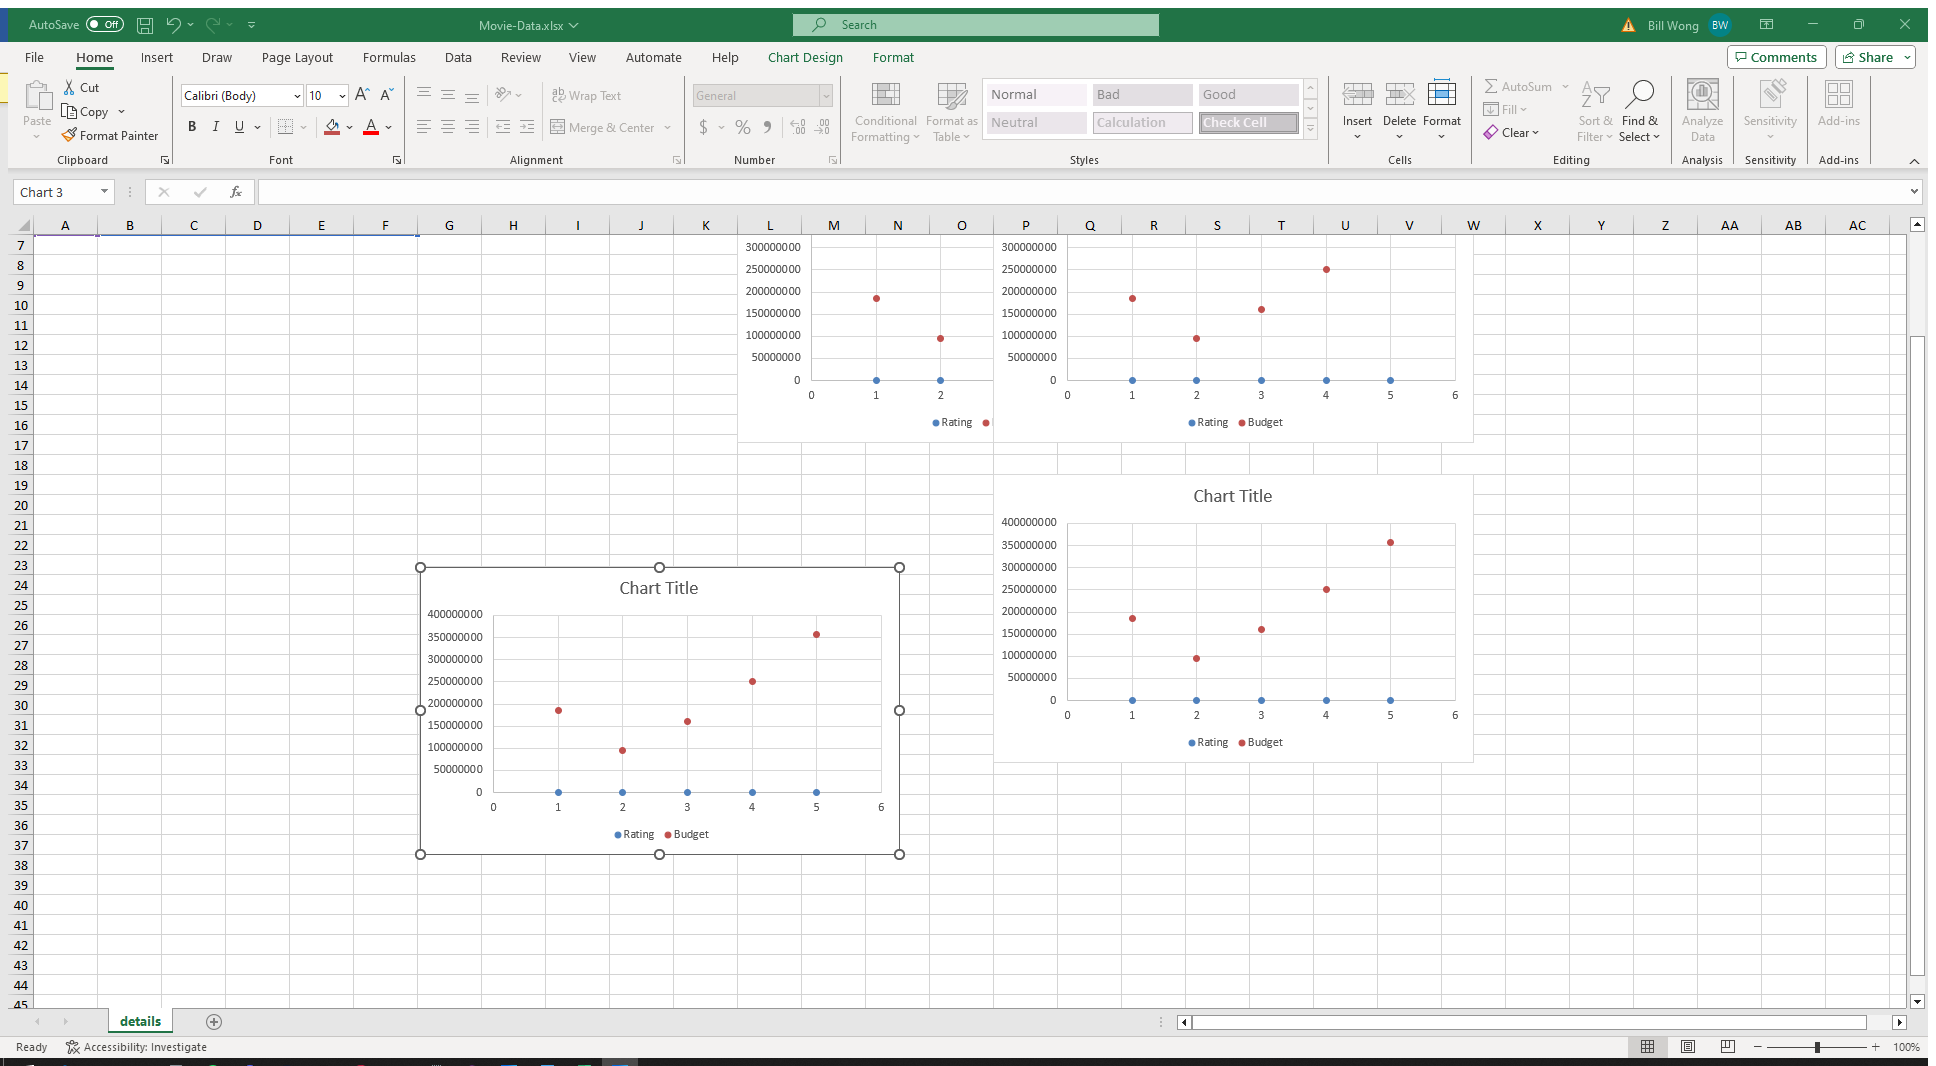 AutoSave Off Movie-Data.xlsx Search Bill Wong BW
File Home Insert Draw Page Layout Formulas Data Review View Automate Help Chart Design Format Comments Share
Paste Cut Copy Format Painter Clipboard
Calibri (Body) 10 A A B I U A Font
ab Wrap Text Merge & Center Alignment
General $ % Number
Conditional Formatting Format as Table
Normal Bad Good
Neutral Calculation Check Cell
Styles
Insert Delete Format Cells
AutoSum Fill Clear Sort & Filter Find & Select Editing
Analyze Data Analysis
Sensitivity Sensitivity
Add-ins Add-ins
Chart 3 fx
A B C D E F G H I J K L M N O P Q R S T U V W X Y Z AA AB AC
7
8
9
10
11
12
13
14
15
16
17
18
19
20
21
22
23
24
25
26
27
28
29
30
31
32
33
34
35
36
37
38
39
40
41
42
43
44
45
300000000
250000000
200000000
150000000
100000000
50000000
0
0 1 2
Rating
300000000
250000000
200000000
150000000
100000000
50000000
0
0 1 2 3 4 5 6
Rating Budget
Chart Title
400000000
350000000
300000000
250000000
200000000
150000000
100000000
50000000
0
0 1 2 3 4 5 6
Rating Budget
Chart Title
400000000
350000000
300000000
250000000
200000000
150000000
100000000
50000000
0
0 1 2 3 4 5 6
Rating Budget
details
Ready Accessibility: Investigate 100%